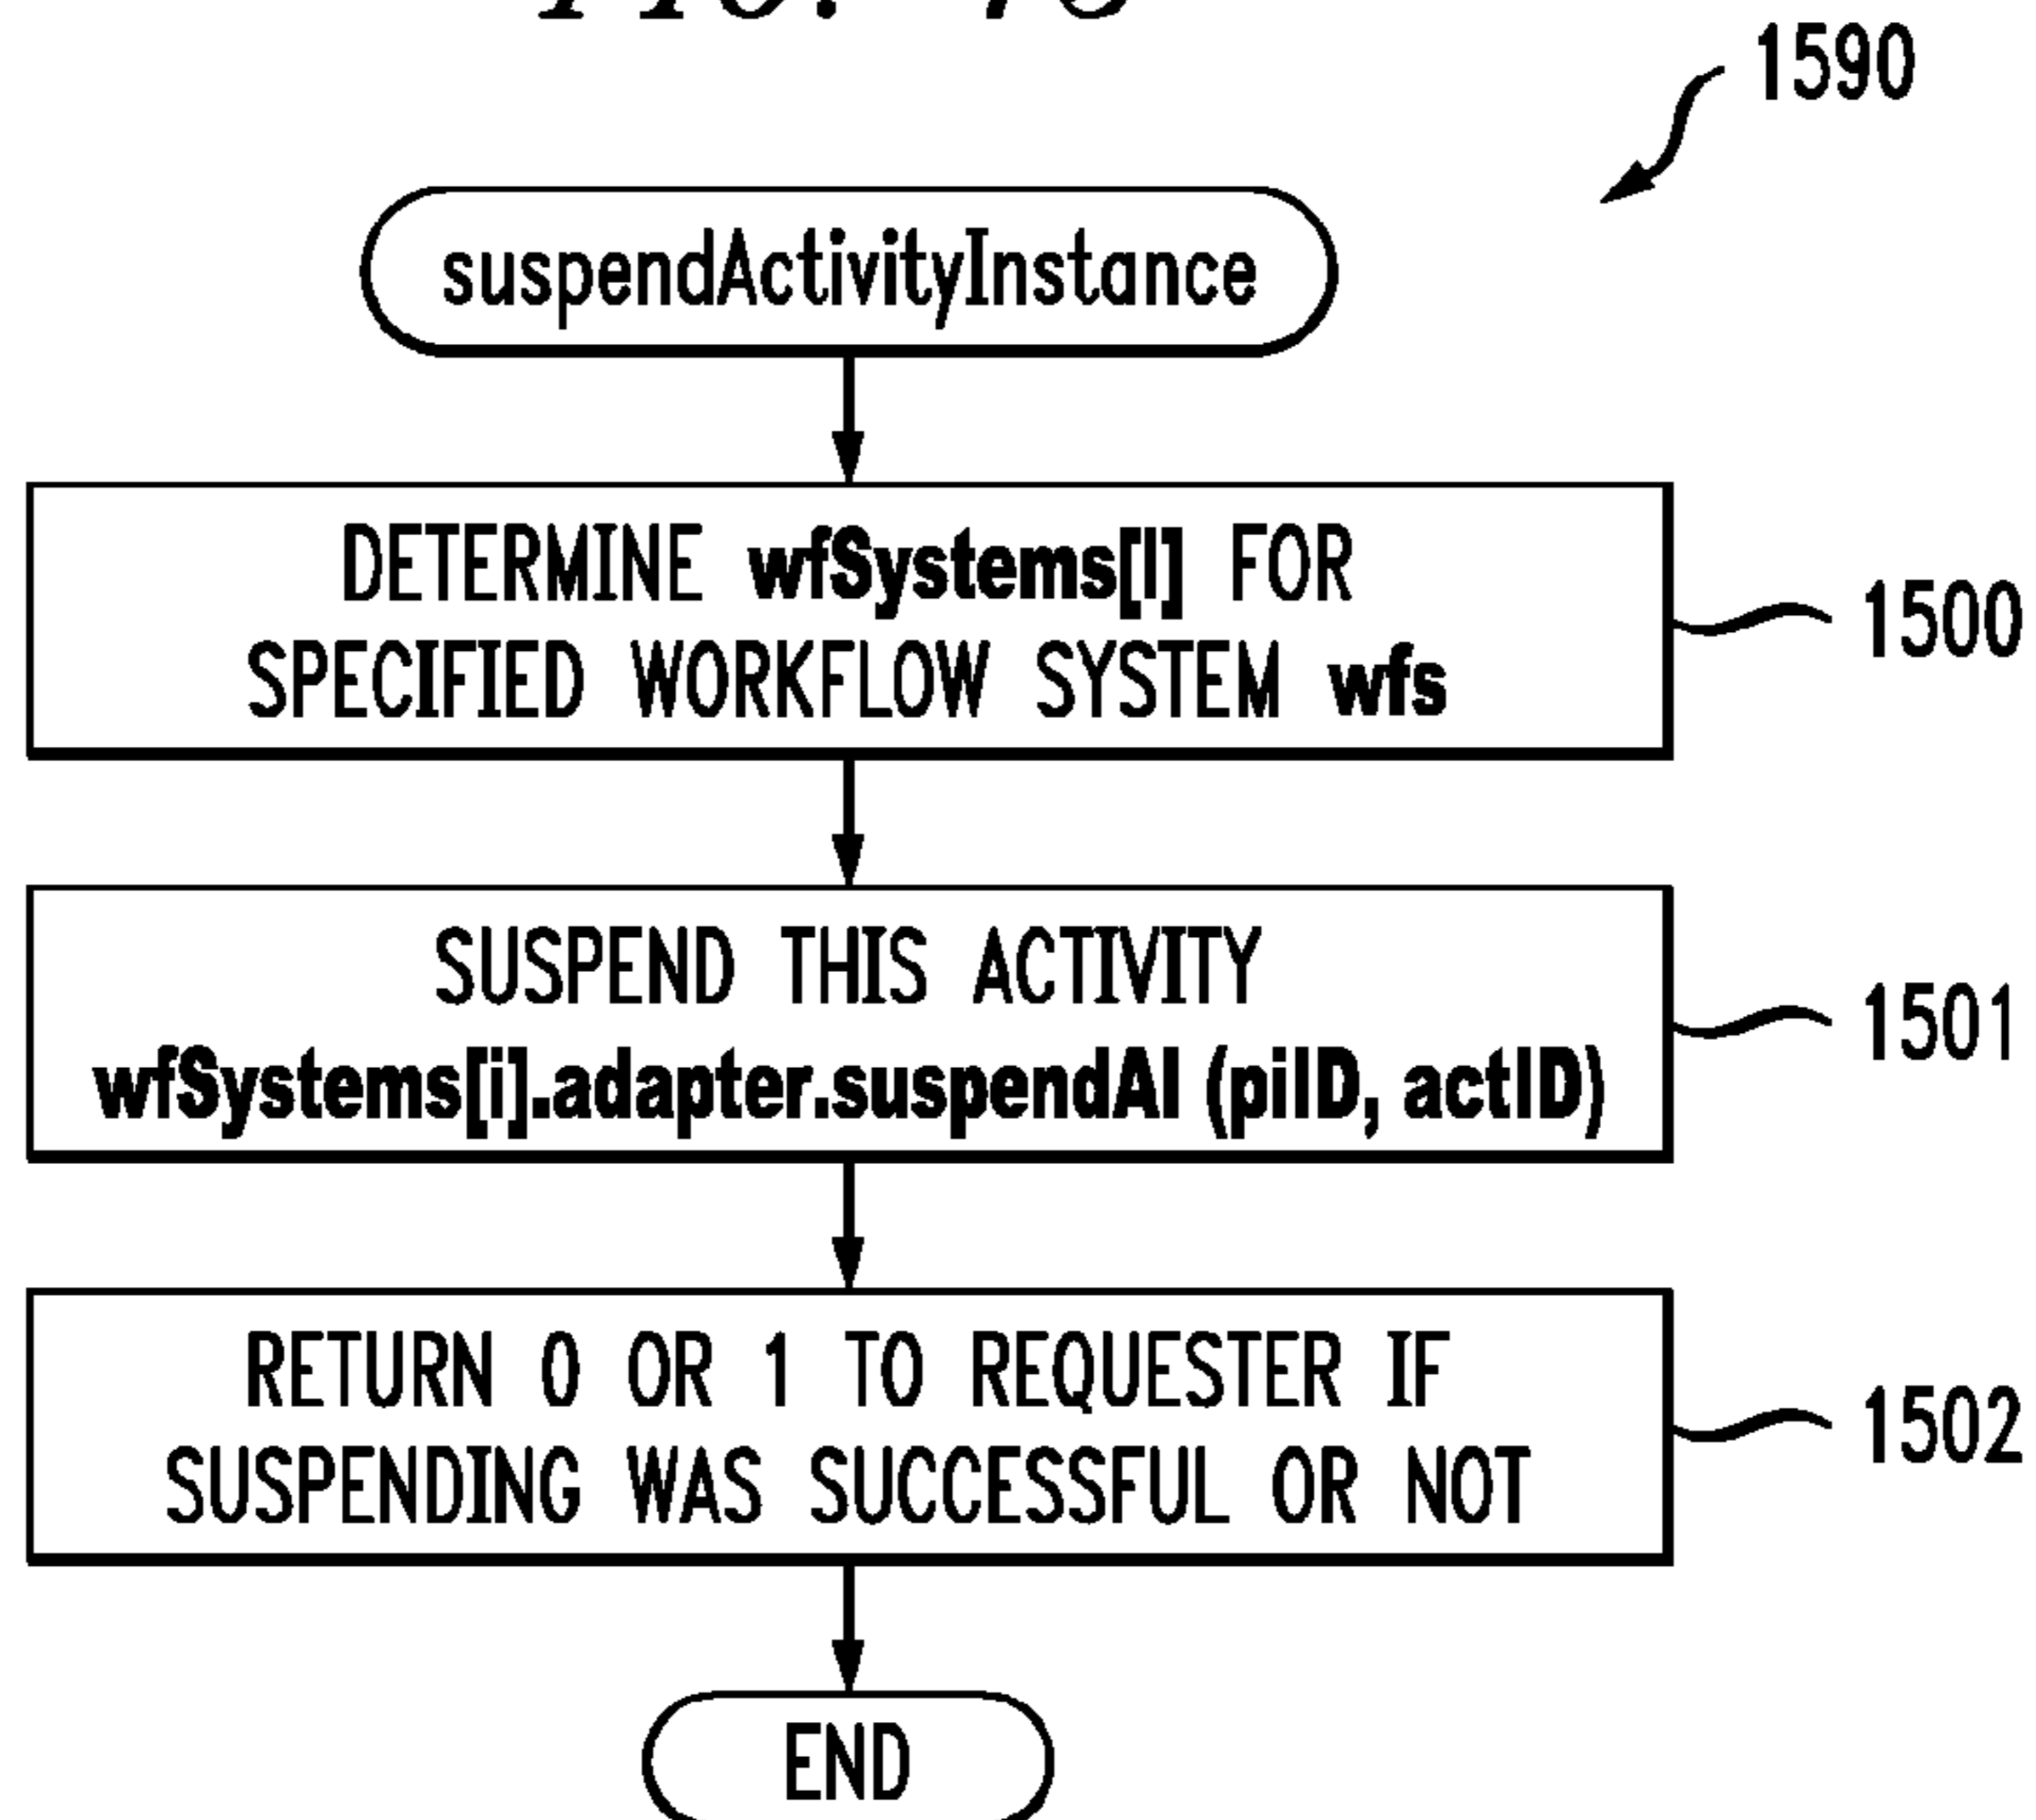 1590
suspendActivityInstance
DETERMINE wfSystems[I] FOR
SPECIFIED WORKFLOW SYSTEM wfs
1500
SUSPEND THIS ACTIVITY
wfSystems[i].adapter.suspendAI (piID, actID)
1501
RETURN 0 OR 1 TO REQUESTER IF
SUSPENDING WAS SUCCESSFUL OR NOT
1502
END